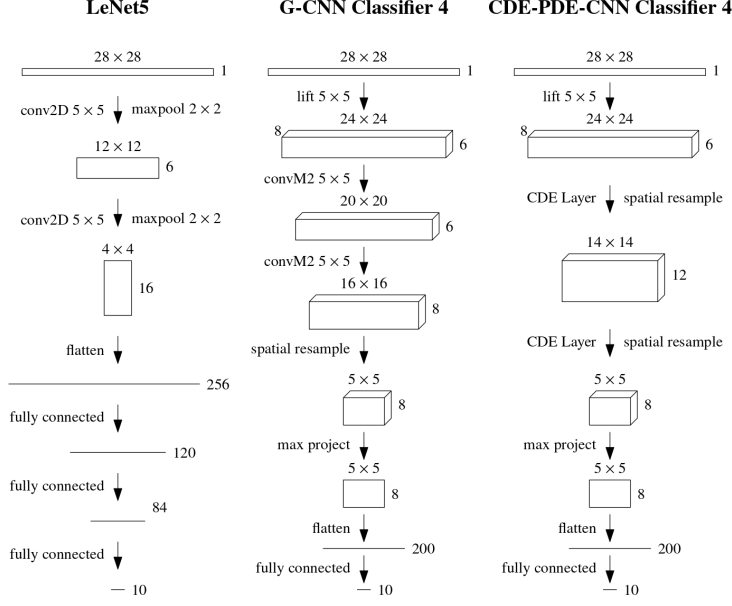 LeNet5
28 × 28
1
conv2D 5 × 5 maxpool 2 × 2
12 × 12
6
conv2D 5 × 5 maxpool 2 × 2
4 × 4
16
flatten
256
fully connected
120
fully connected
84
fully connected
10
G-CNN Classifier 4
28 × 28
1
lift 5 × 5
24 × 24
8
6
convM2 5 × 5
20 × 20
6
convM2 5 × 5
16 × 16
8
spatial resample
5 × 5
8
max project
5 × 5
8
flatten
200
fully connected
10
CDE-PDE-CNN Classifier 4
28 × 28
1
lift 5 × 5
24 × 24
8
6
CDE Layer spatial resample
14 × 14
12
CDE Layer spatial resample
5 × 5
8
max project
5 × 5
8
flatten
200
fully connected
10